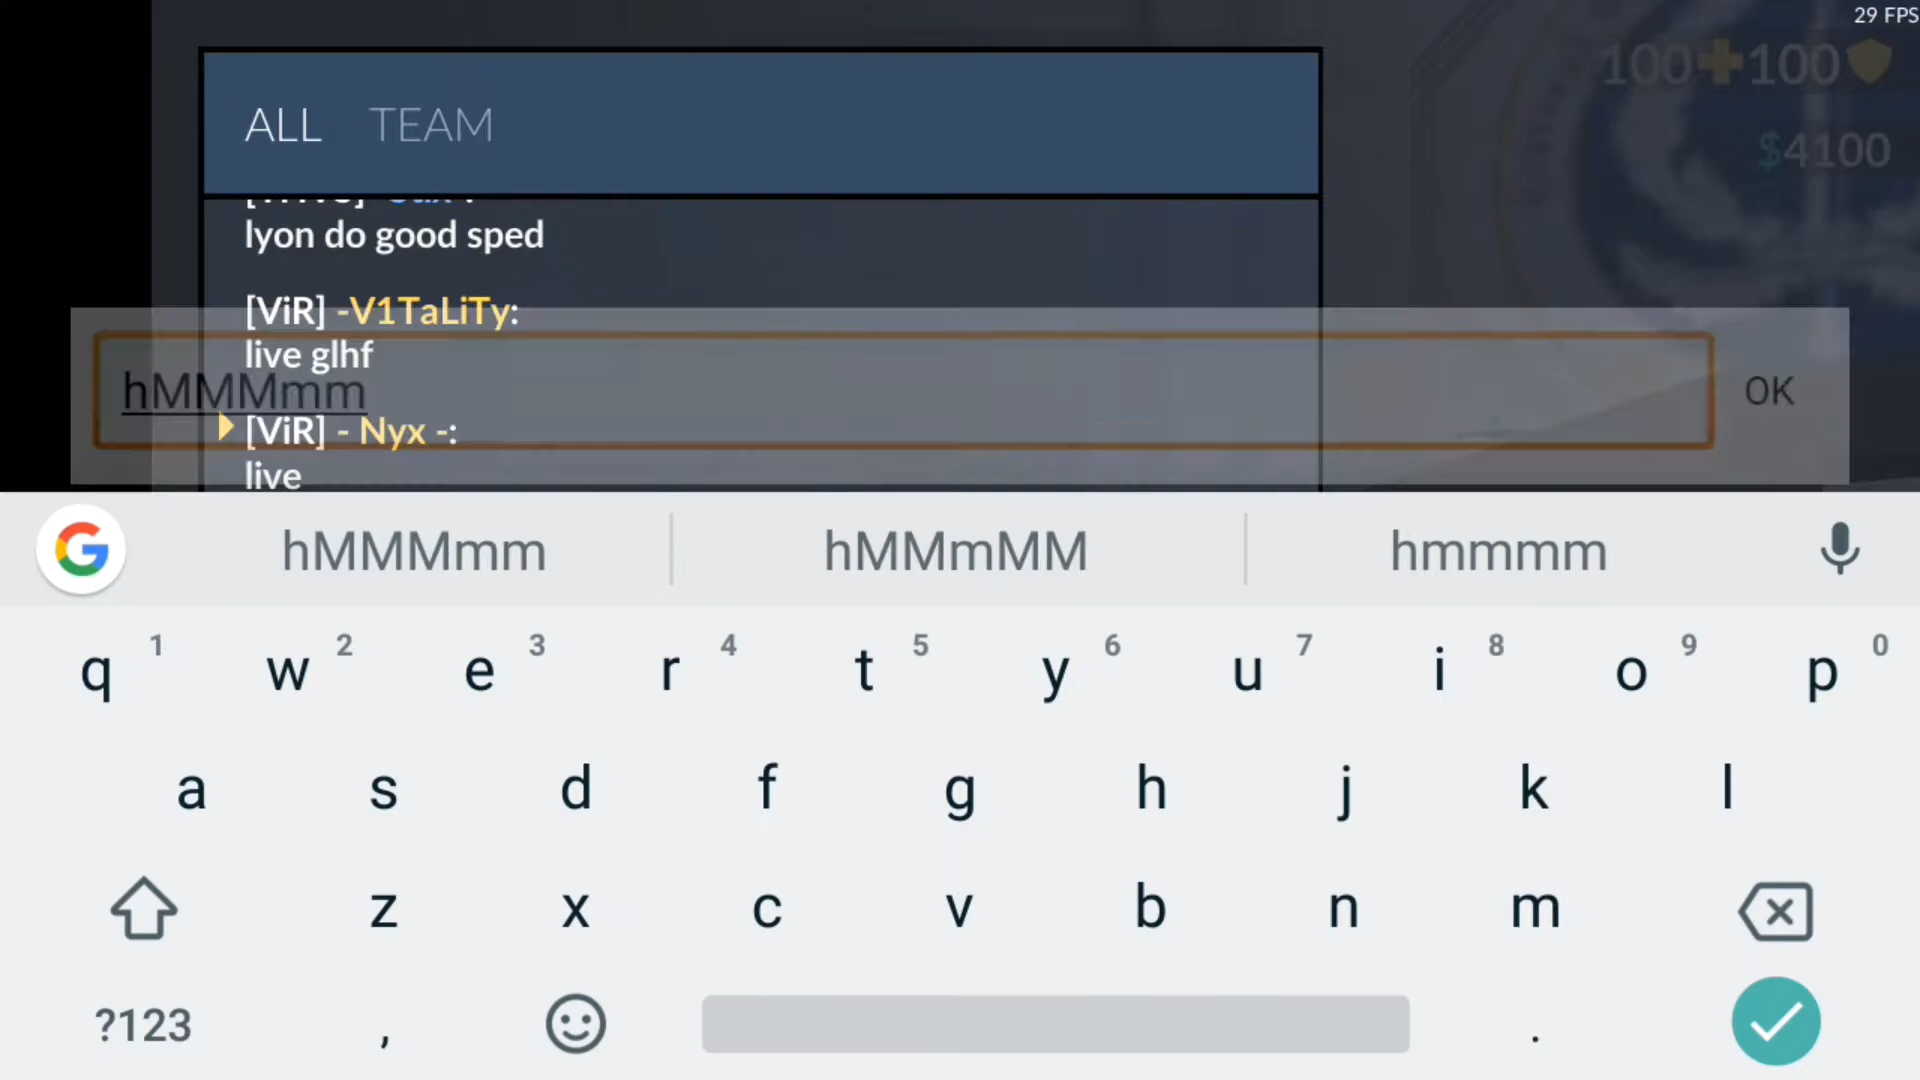 29 FPS
100 100
$4100
ALL TEAM
lyon do good sped
[ViR] -V1TaLiTy:
live glhf
hMMMmm
OK
[ViR] - Nyx -:
live
hMMMmm hMMmMM hmmmm
q 1 w 2 e 3 r 4 t 5 y 6 u 7 i 8 o 9 p 0
a s d f g h j k l
z x c v b n m
?123 , .